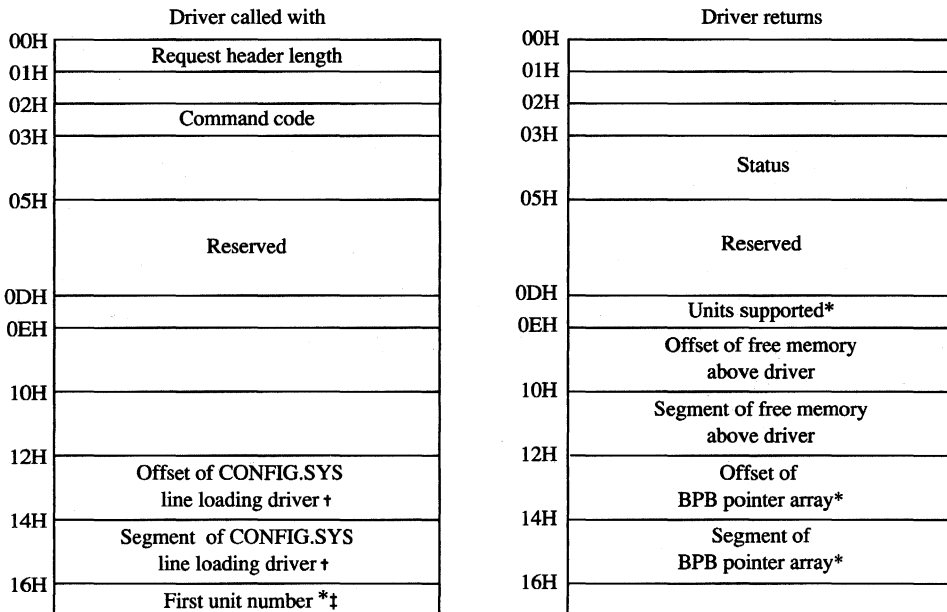 Driver called with
00H
Request header length
01H
02H
Command code
03H
05H
Reserved
0DH
0EH
10H
12H
Offset of CONFIG.SYS
line loading driver †
14H
Segment of CONFIG.SYS
line loading driver †
16H
First unit number *‡
Driver returns
00H
01H
02H
03H
Status
05H
Reserved
0DH
Units supported*
0EH
Offset of free memory
above driver
10H
Segment of free memory
above driver
12H
Offset of
BPB pointer array*
14H
Segment of
BPB pointer array*
16H